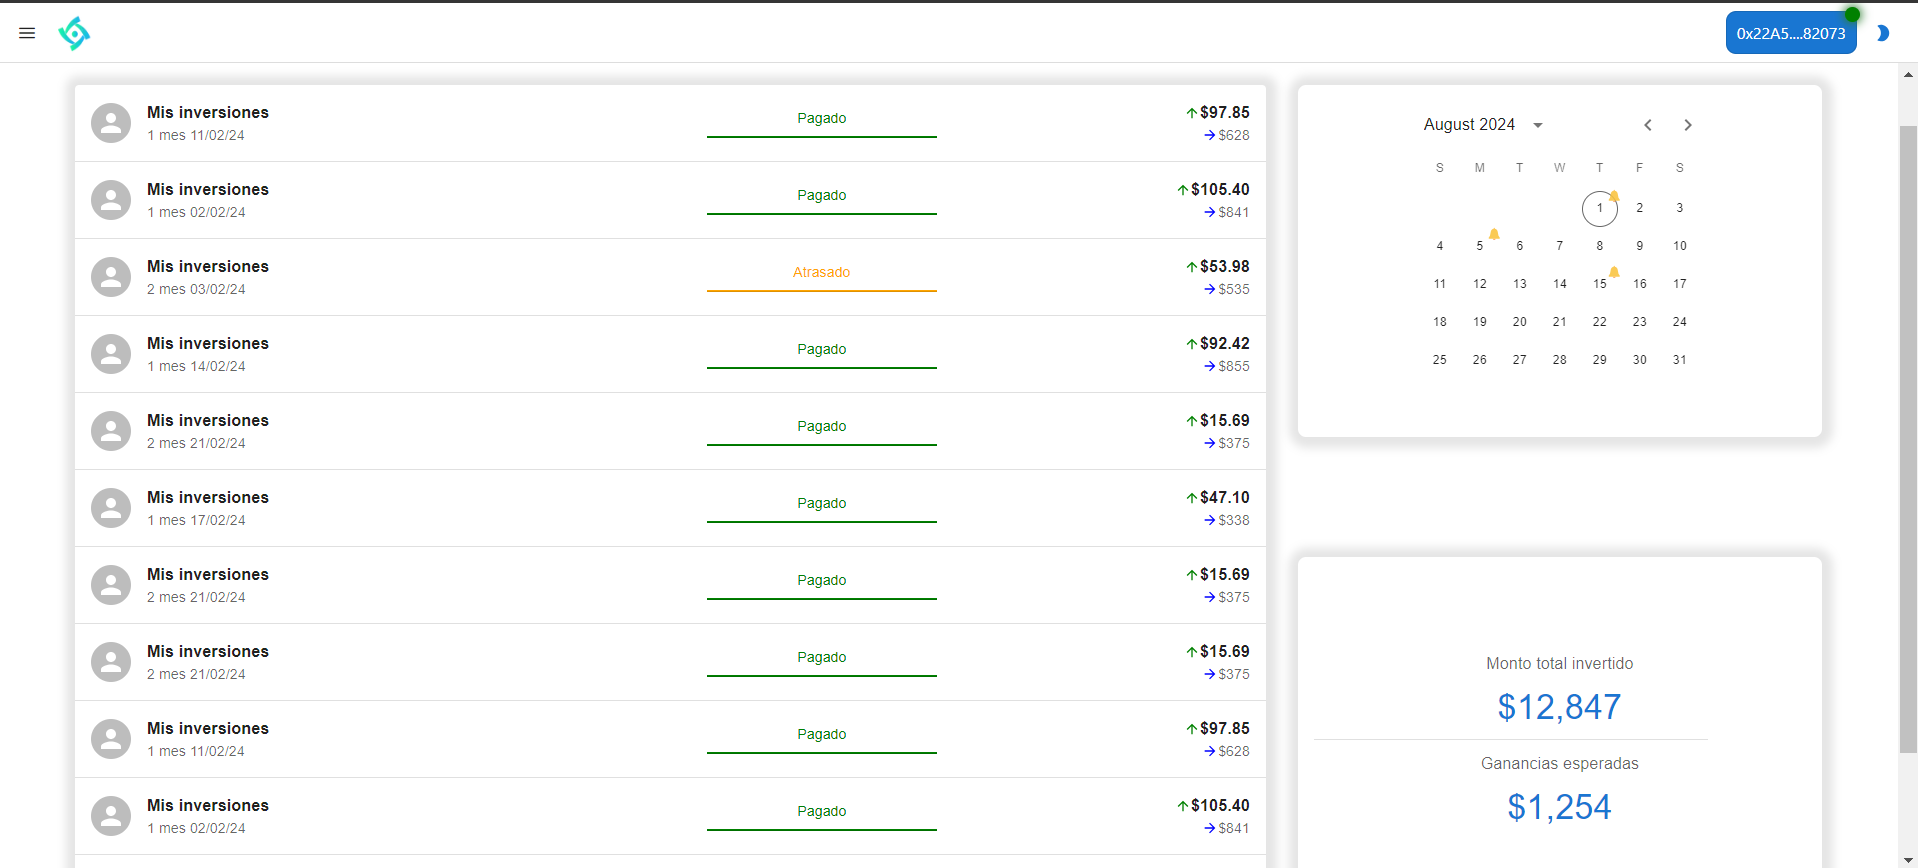 0x22A5....82073
Mis inversiones
1 mes 11/02/24
Pagado
$97.85
$628
Mis inversiones
1 mes 02/02/24
Pagado
$105.40
$841
Mis inversiones
2 mes 03/02/24
Atrasado
$53.98
$535
Mis inversiones
1 mes 14/02/24
Pagado
$92.42
$855
Mis inversiones
2 mes 21/02/24
Pagado
$15.69
$375
Mis inversiones
1 mes 17/02/24
Pagado
$47.10
$338
Mis inversiones
2 mes 21/02/24
Pagado
$15.69
$375
Mis inversiones
2 mes 21/02/24
Pagado
$15.69
$375
Mis inversiones
1 mes 11/02/24
Pagado
$97.85
$628
Mis inversiones
1 mes 02/02/24
Pagado
$105.40
$841
August 2024
S M T W T F S
1 2 3
4 5 6 7 8 9 10
11 12 13 14 15 16 17
18 19 20 21 22 23 24
25 26 27 28 29 30 31
Monto total invertido
$12,847
Ganancias esperadas
$1,254